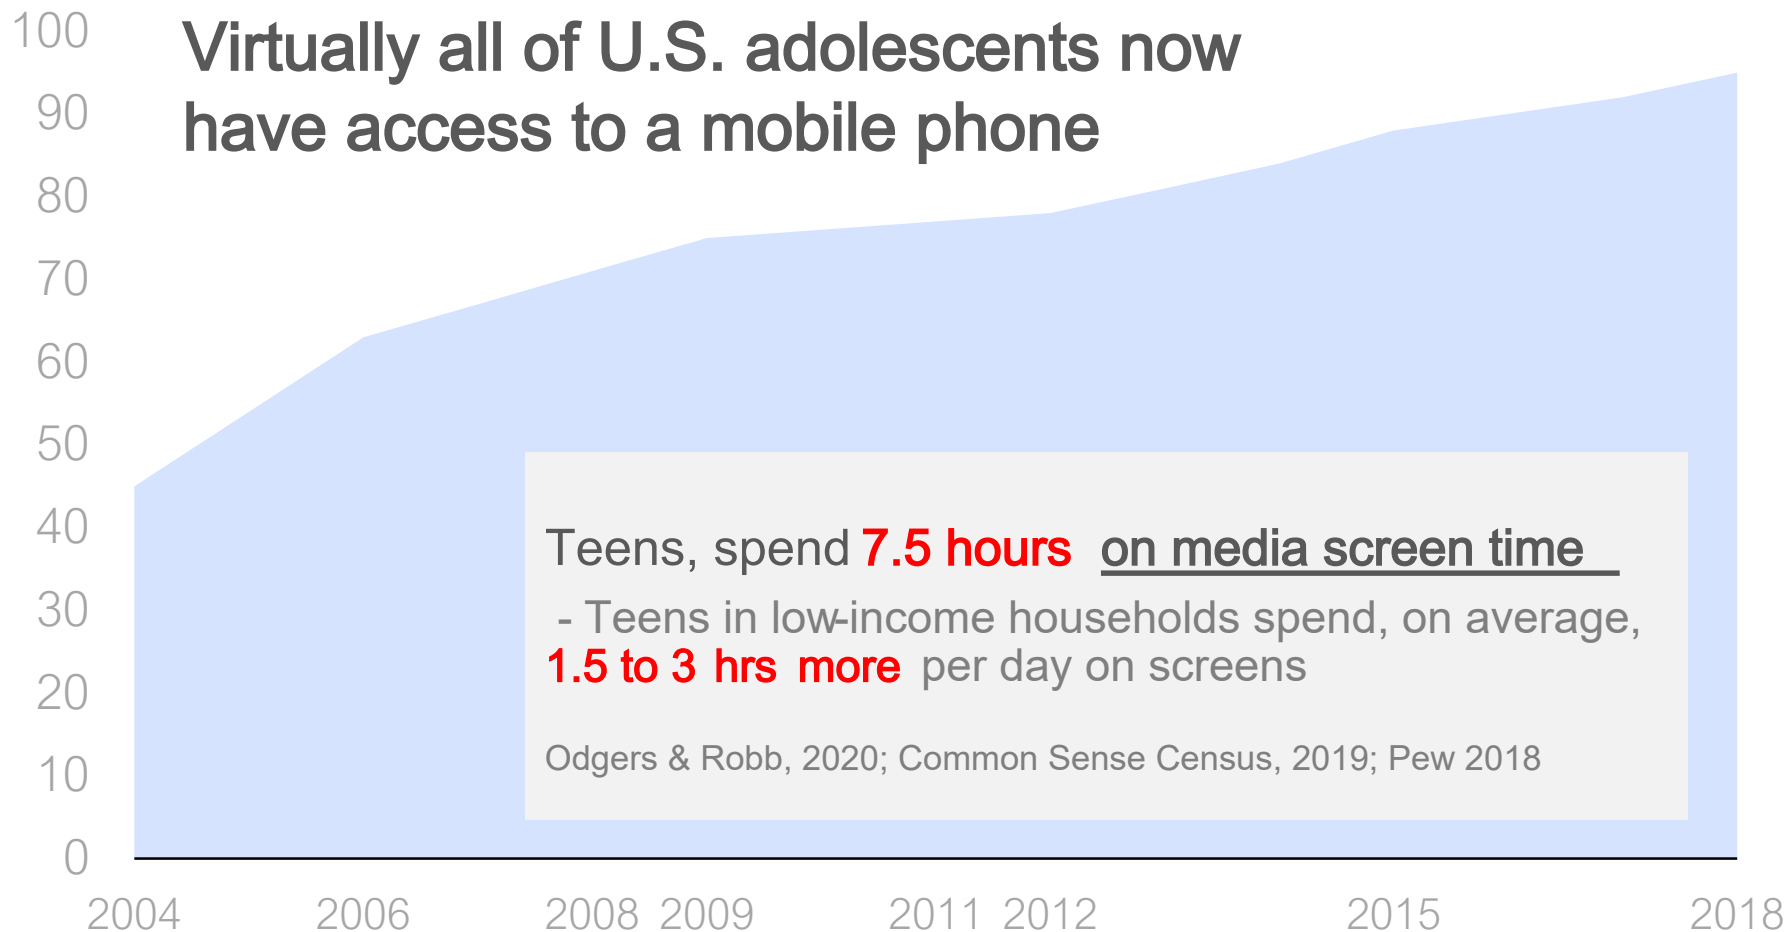 Virtually all of U.S. adolescents now
have access to a mobile phone
100
90
80
70
60
50
40
30
20
10
0
Teens, spend 7.5 hours on media screen time
- Teens in low-income households spend, on average,
1.5 to 3 hrs more per day on screens
Odgers & Robb, 2020; Common Sense Census, 2019; Pew 2018
2004 2006 2008 2009 2011 2012 2015 2018